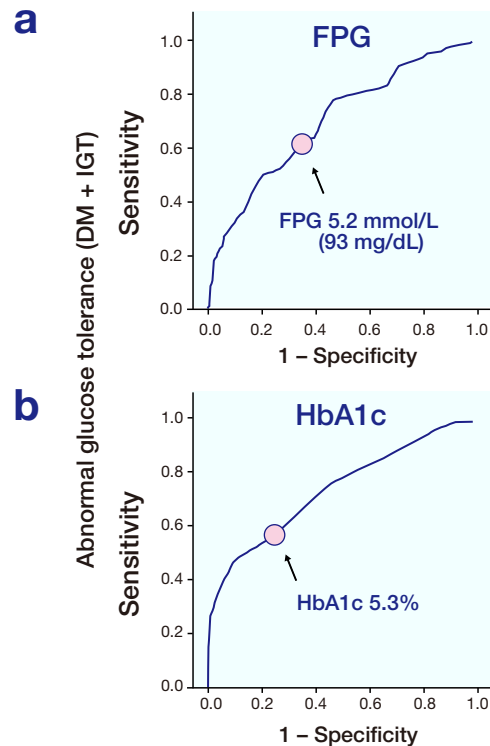 a
FPG
Abnormal glucose tolerance (DM + IGT)
Sensitivity
1.0
0.8
0.6
0.4
0.2
0.0
FPG 5.2 mmol/L
(93 mg/dL)
0.0 0.2 0.4 0.6 0.8 1.0
1 – Specificity
b
HbA1c
Sensitivity
1.0
0.8
0.6
0.4
0.2
0.0
HbA1c 5.3%
0.0 0.2 0.4 0.6 0.8 1.0
1 – Specificity